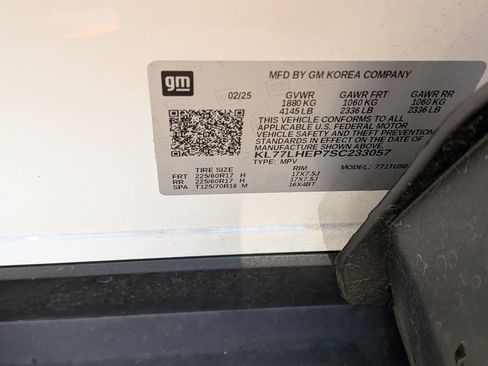 gm
MFD BY GM KOREA COMPANY
02/25 GVWR GAWR FRT GAWR RR
1880 KG 1060 KG 1060 KG
4145 LB 2336 LB 2336 LB
THIS VEHICLE CONFORMS TO ALL
APPLICABLE U.S. FEDERAL MOTOR
VEHICLE SAFETY AND THEFT PREVENTION
STANDARDS IN EFFECT ON THE DATE OF
MANUFACTURE SHOWN ABOVE.
KL77LHEP7SC233057
TYPE: MPV MODEL:
TIRE SIZE RIM
FRT 225/60R17 H 17X7.5J
RR 225/60R17 H 17X7.5J
SPA T125/70R16 M 16X4BT